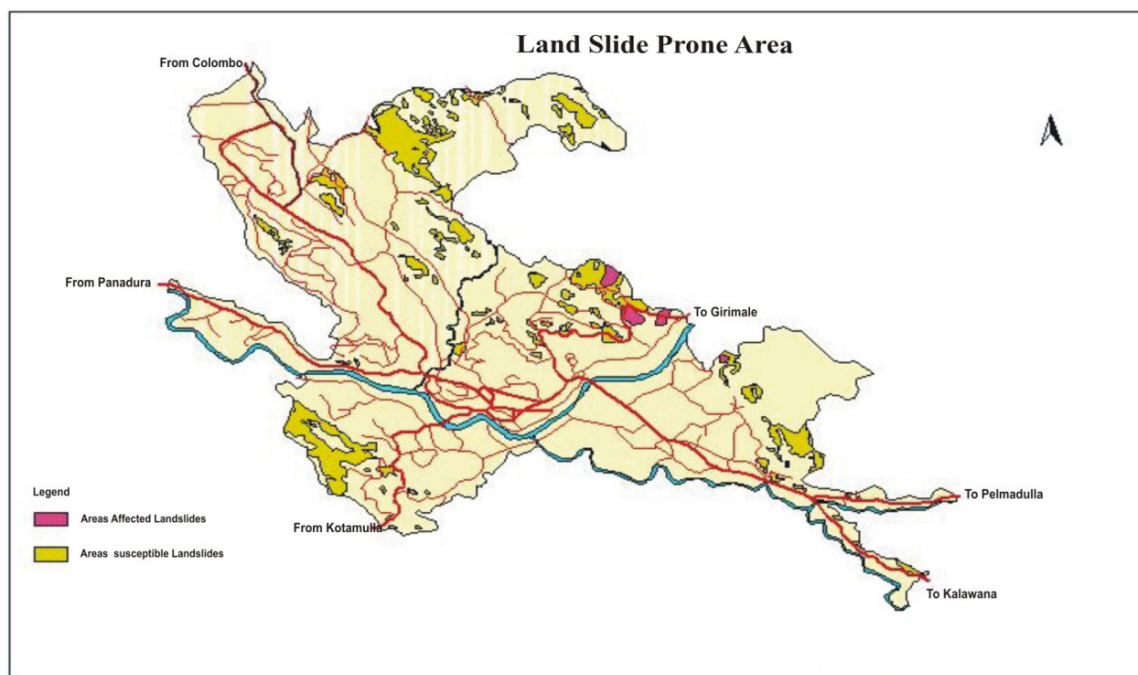 Land Slide Prone Area
From Colombo
From Panadura
To Girimale
Legend
Areas Affected Landslides
Areas susceptible Landslides
From Kotamulla
To Pelmadulla
To Kalawana